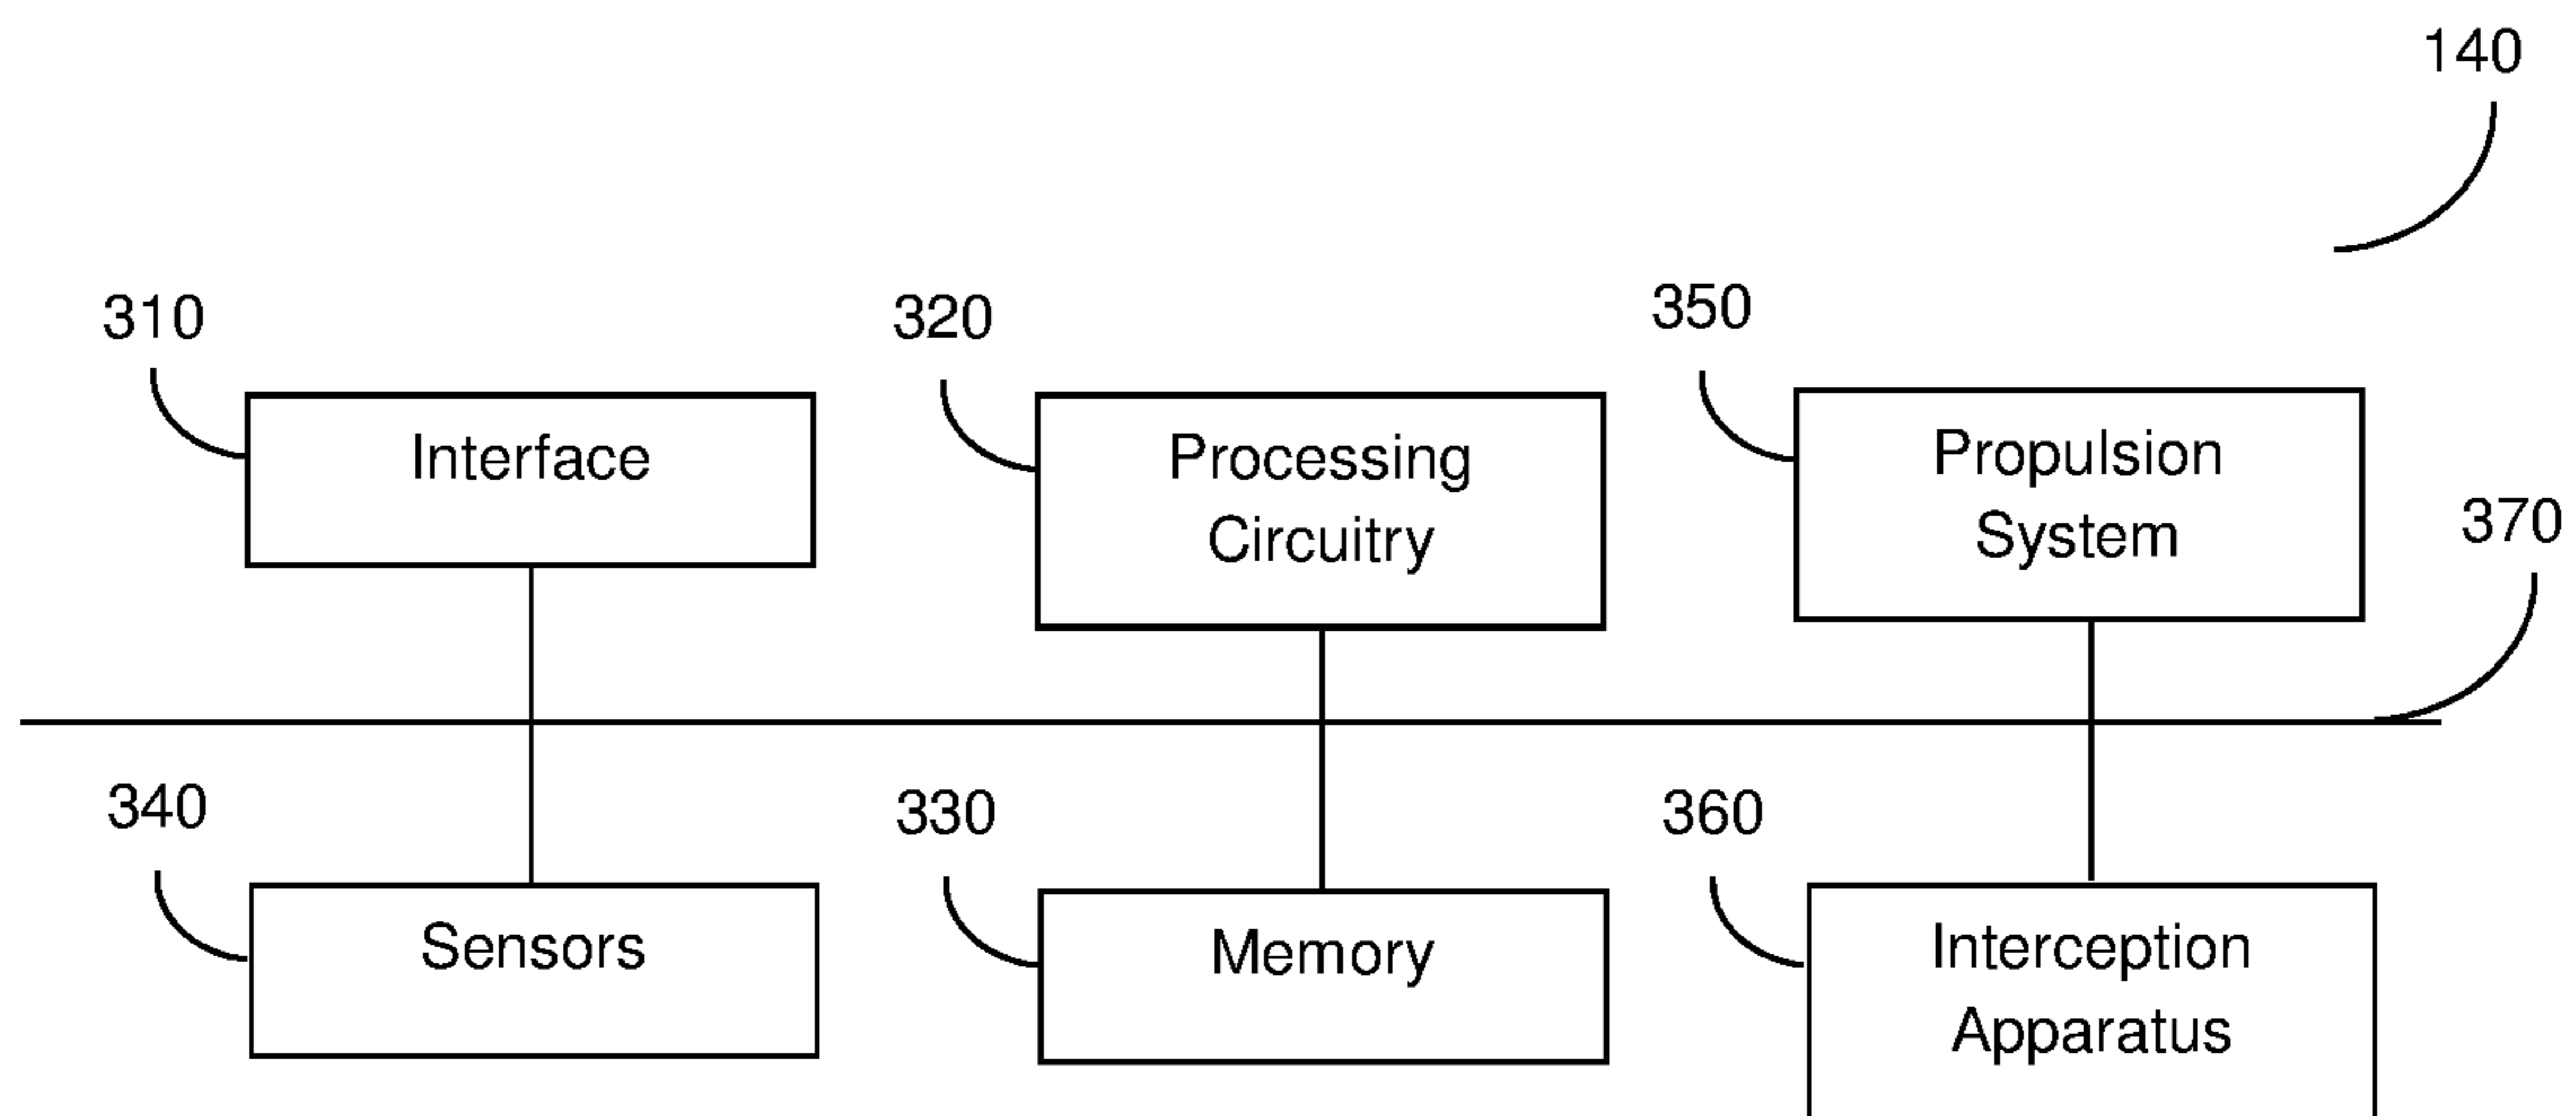 140
310
320
350
Interface
Processing
Circuitry
Propulsion
System
370
340
330
360
Sensors
Memory
Interception
Apparatus